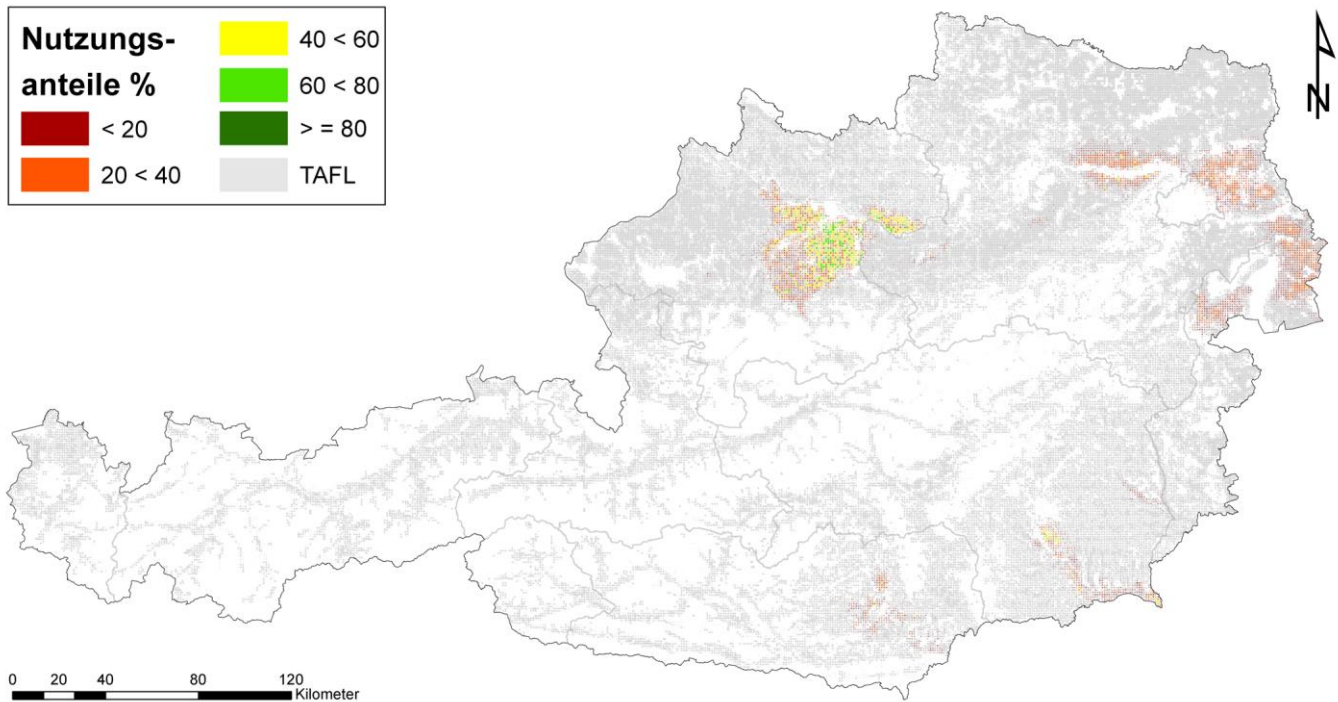 Nutzungs-
anteile %
< 20
20 < 40
40 < 60
60 < 80
> = 80
TAFL
N
0 20 40 80 120
Kilometer